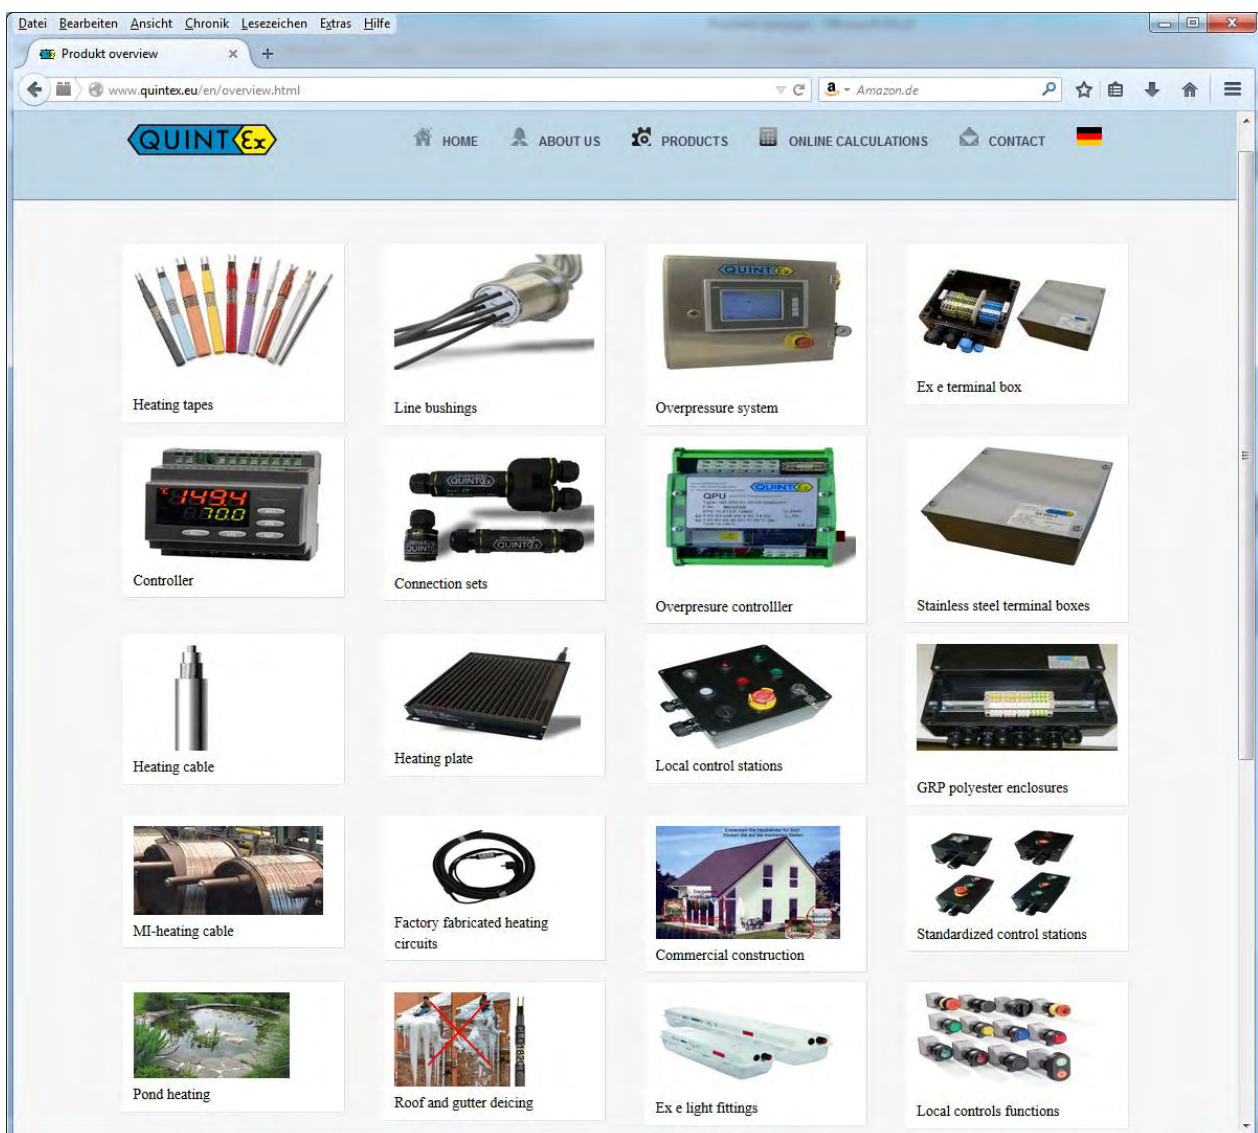 Datei Bearbeiten Ansicht Chronik Lesezeichen Extras Hilfe
Produkt overview
www.quintex.eu/en/overview.html
Amazon.de
QUINTEx
HOME ABOUT US PRODUCTS ONLINE CALCULATIONS CONTACT
QUINTEx
Heating tapes
Line bushings
Overpressure system
Ex e terminal box
°C 149.4
70.0
QUINTEx
QUINTEx
QUINTEx
QPU
Controller
Connection sets
Overpresure controlller
Stainless steel terminal boxes
Heating cable
Heating plate
Local control stations
GRP polyester enclosures
MI-heating cable
Factory fabricated heating
circuits
Commercial construction
Standardized control stations
Pond heating
Roof and gutter deicing
Ex e light fittings
Local controls functions